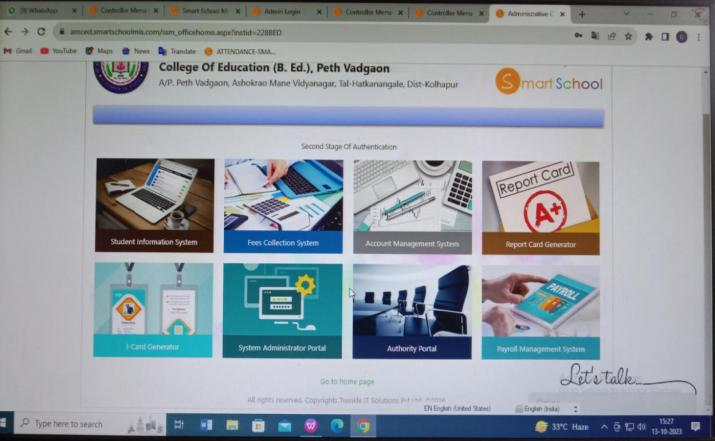 (9) WhatsApp
Controller Menu
Smart School MI
Admin Login
Controller Menu
Controller Menu
Administrative C
amced.smartschoolmis.com/ssm_officehome.aspx?instid=228BED
Gmail
YouTube
Maps
News
Translate
ATTENDANCE-SMA...
College Of Education (B. Ed.), Peth Vadgaon
A/P. Peth Vadgaon, Ashokrao Mane Vidyanagar, Tal-Hatkanangale, Dist-Kolhapur
Smart School
Second Stage Of Authentication
Report Card
A+
Student Information System
Fees Collection System
Account Management System
Report Card Generator
PAYROLL
I-Card Generator
System Administrator Portal
Authority Portal
Payroll Management System
Let's talk
Go to home page
All rights reserved. Copyrights Twinkle IT Solutions Pvt Ltd.
EN English (United States)
English (India)
Type here to search
33°C Haze
15:27
13-10-2023